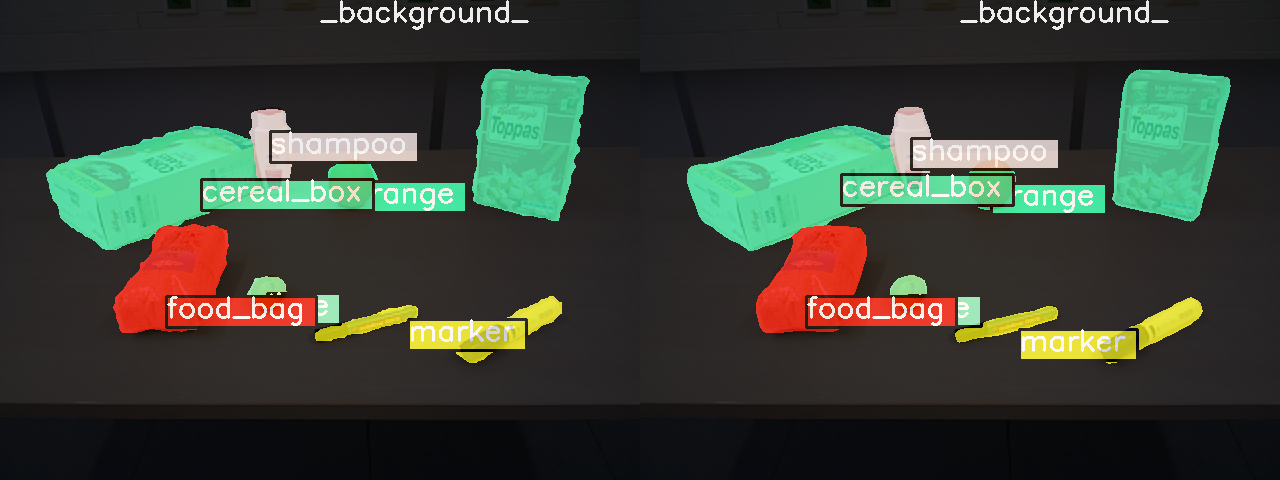 _background_
_background_
Toppas
Toppas
shampoo
shampoo
cereal_box
cereal_box
range
range
food_bag
e
food_bag
e
marker
marker